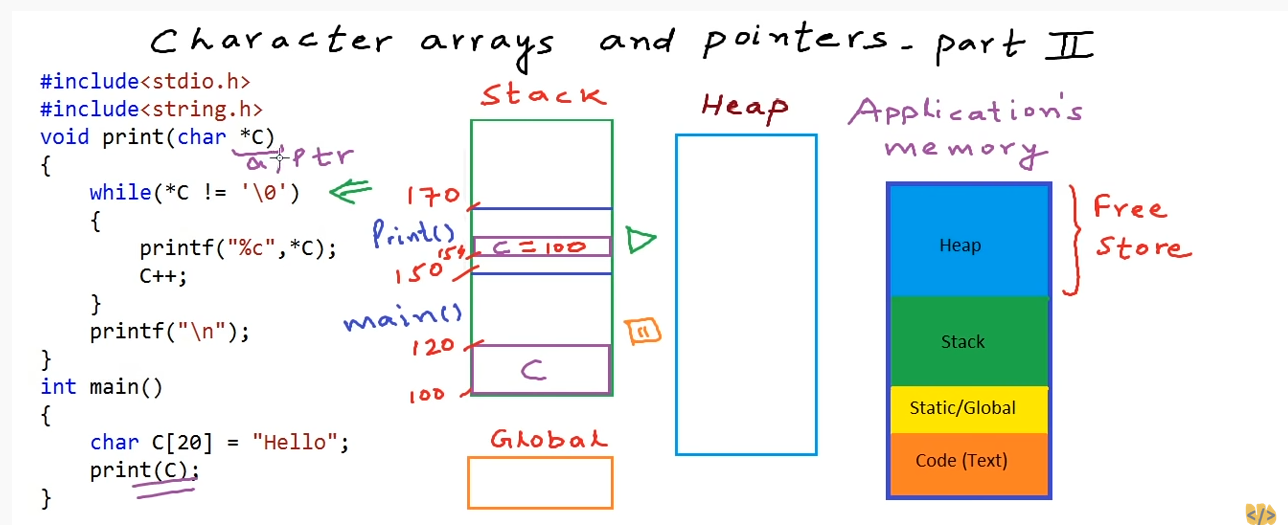 Character arrays and pointers - part II
#include<stdio.h>
#include<string.h>
void print(char *C)
{
while(*C != '\0')
{
printf("%c",*C);
C++;
}
printf("\n");
}
int main()
{
char C[20] = "Hello";
print(C);
}
ptr
Stack
170
Print()
154
C = 100
150
main()
120
C
100
Global
Heap
Application's
memory
Heap
Stack
Static/Global
Code (Text)
Free
Store
</>